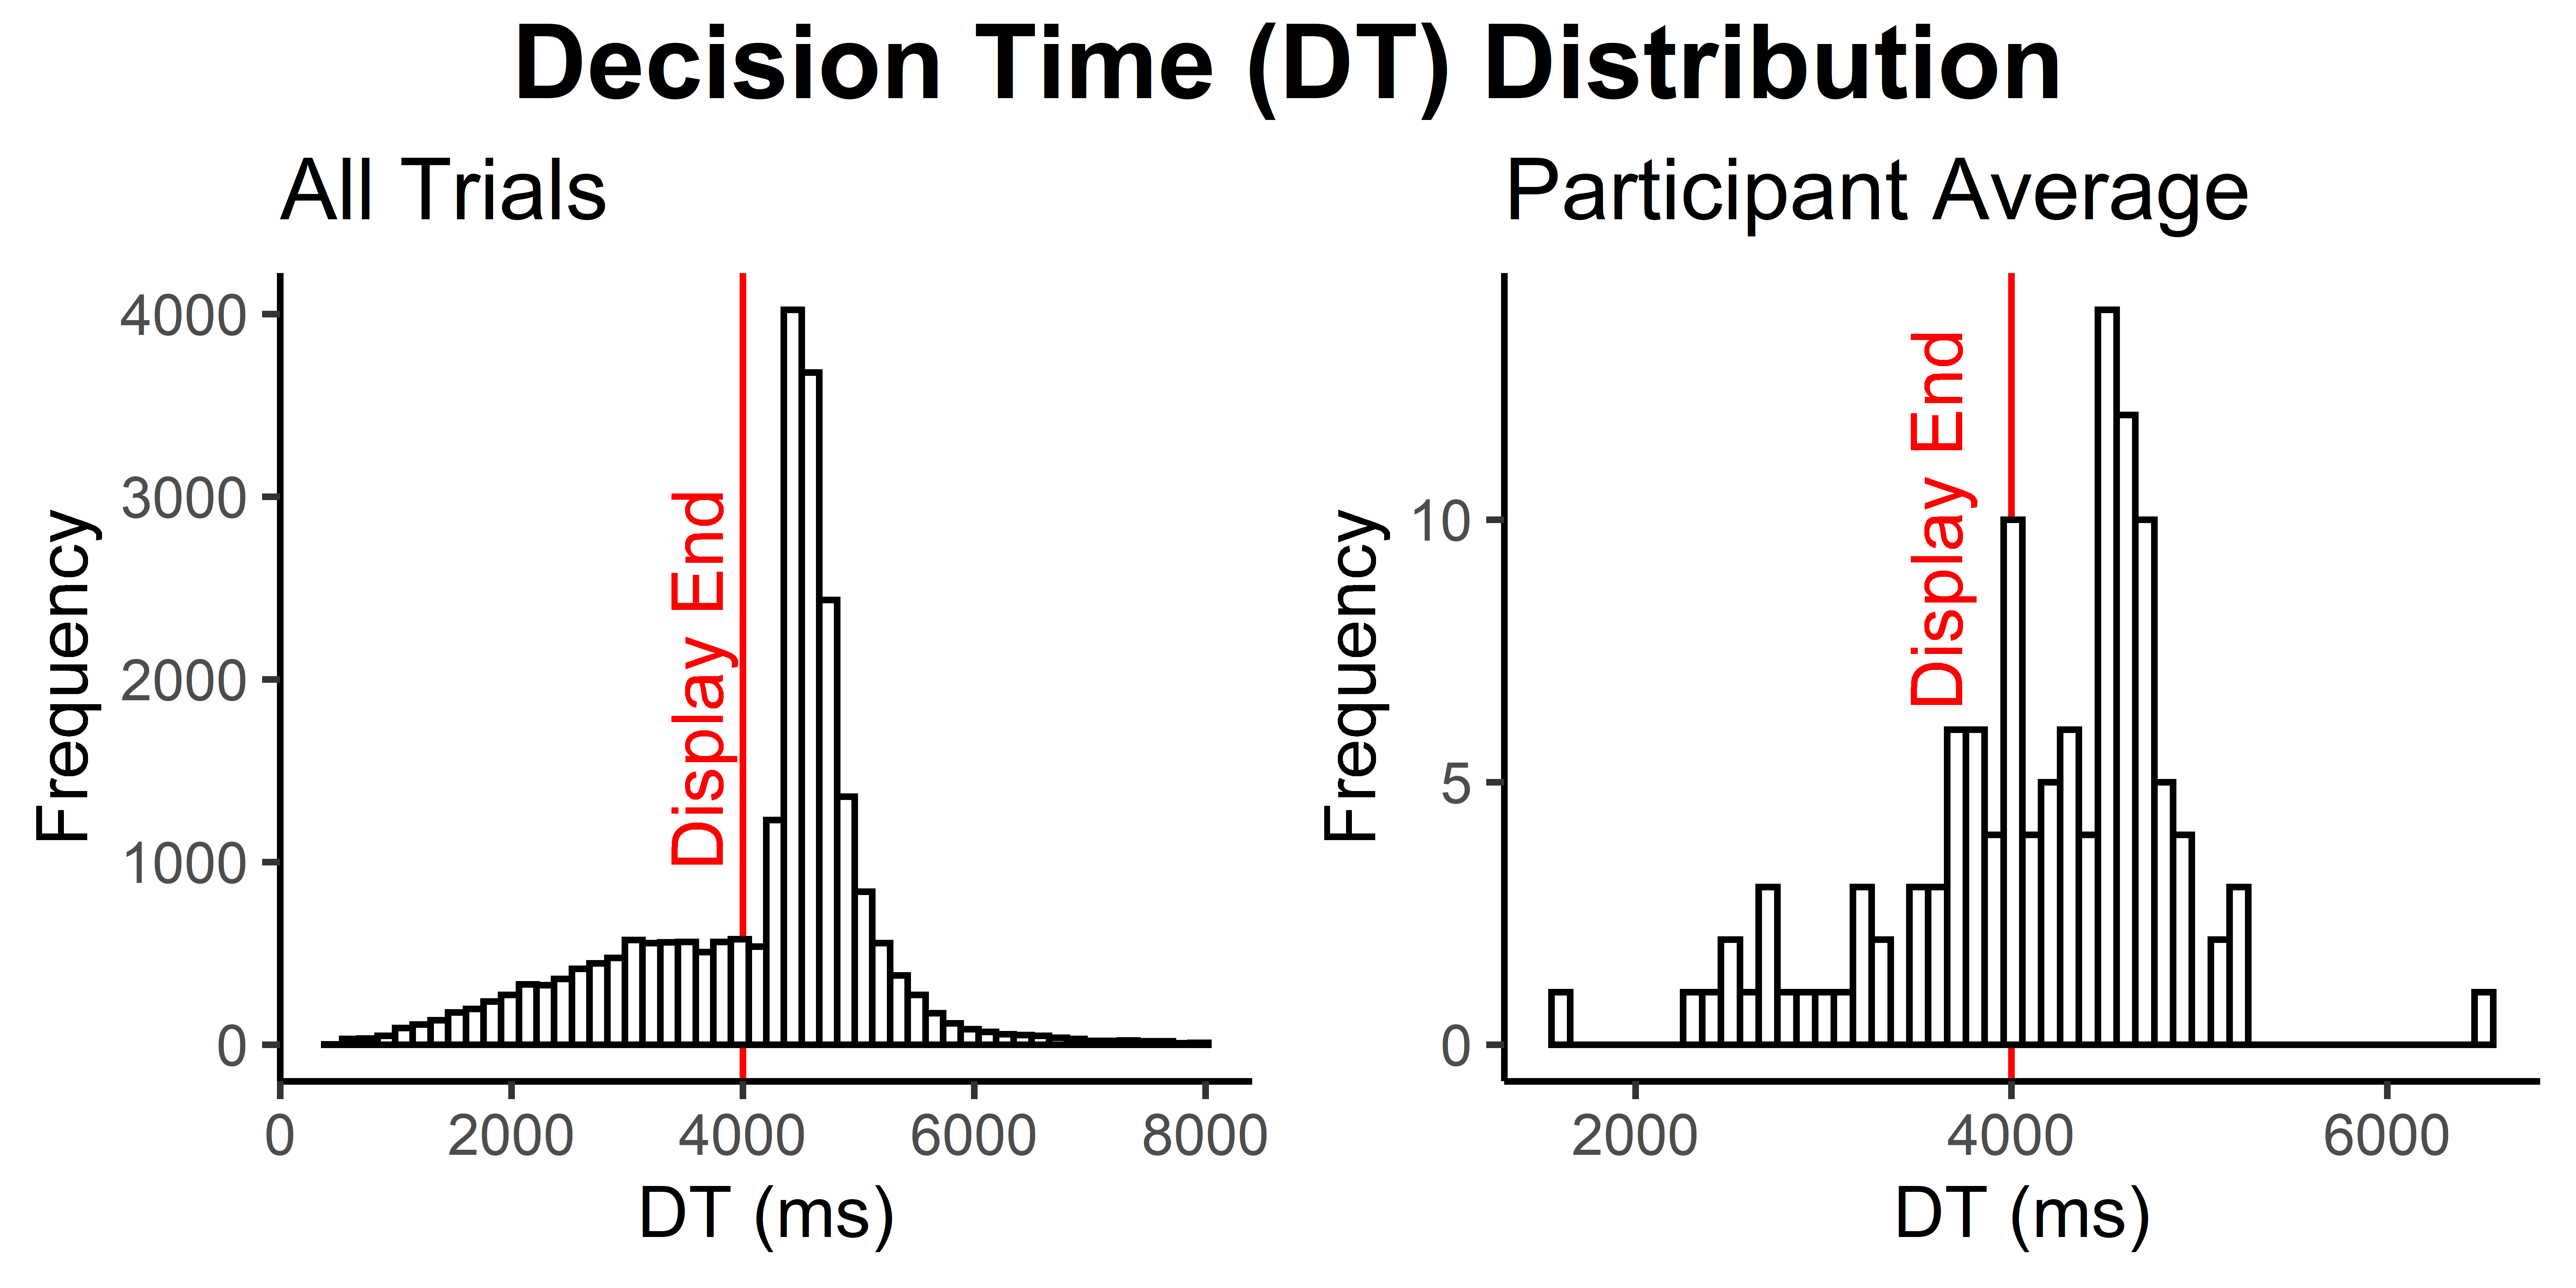 Decision Time (DT) Distribution
All Trials
Frequency
4000
3000
2000
1000
0
Display End
0 2000 4000 6000 8000
DT (ms)
Participant Average
Frequency
10
5
0
Display End
2000 4000 6000
DT (ms)